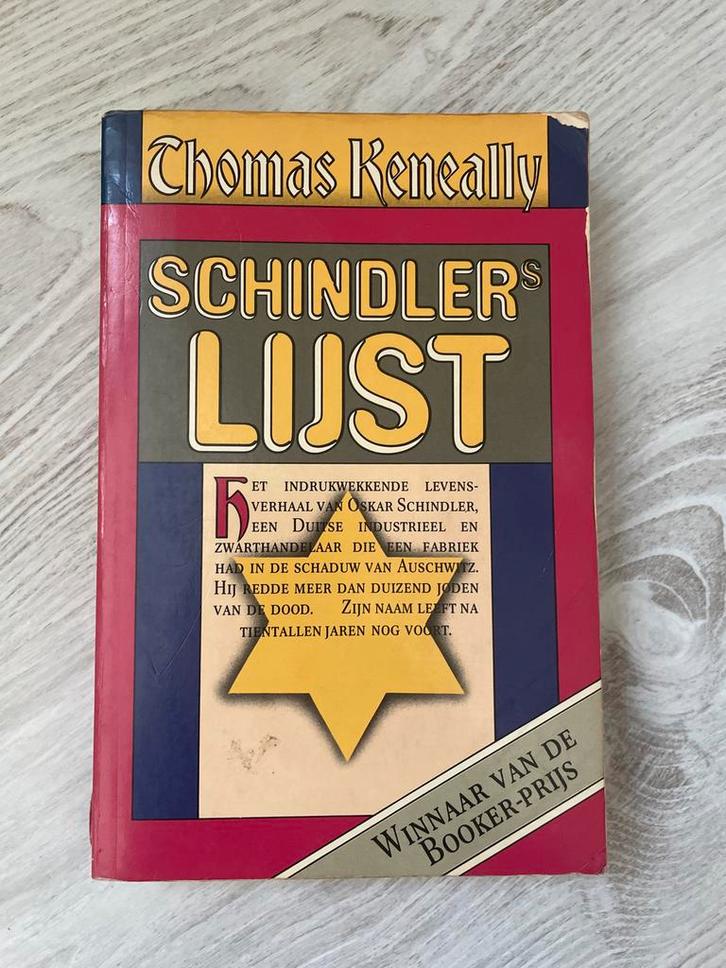 Thomas Keneally
SCHINDLERS
LIJST
HET INDRUKWEKKENDE LEVENS-
VERHAAL VAN OSKAR SCHINDLER,
EEN DUITSE INDUSTRIEEL EN
ZWARTHANDELAAR DIE EEN FABRIEK
HAD IN DE SCHADUW VAN AUSCHWITZ.
HIJ REDDE MEER DAN DUIZEND JODEN
VAN DE DOOD. ZIJN NAAM LEEFT NA
TIENTALLEN JAREN NOG VOORT.
WINNAAR VAN DE
BOOKER-PRIJS